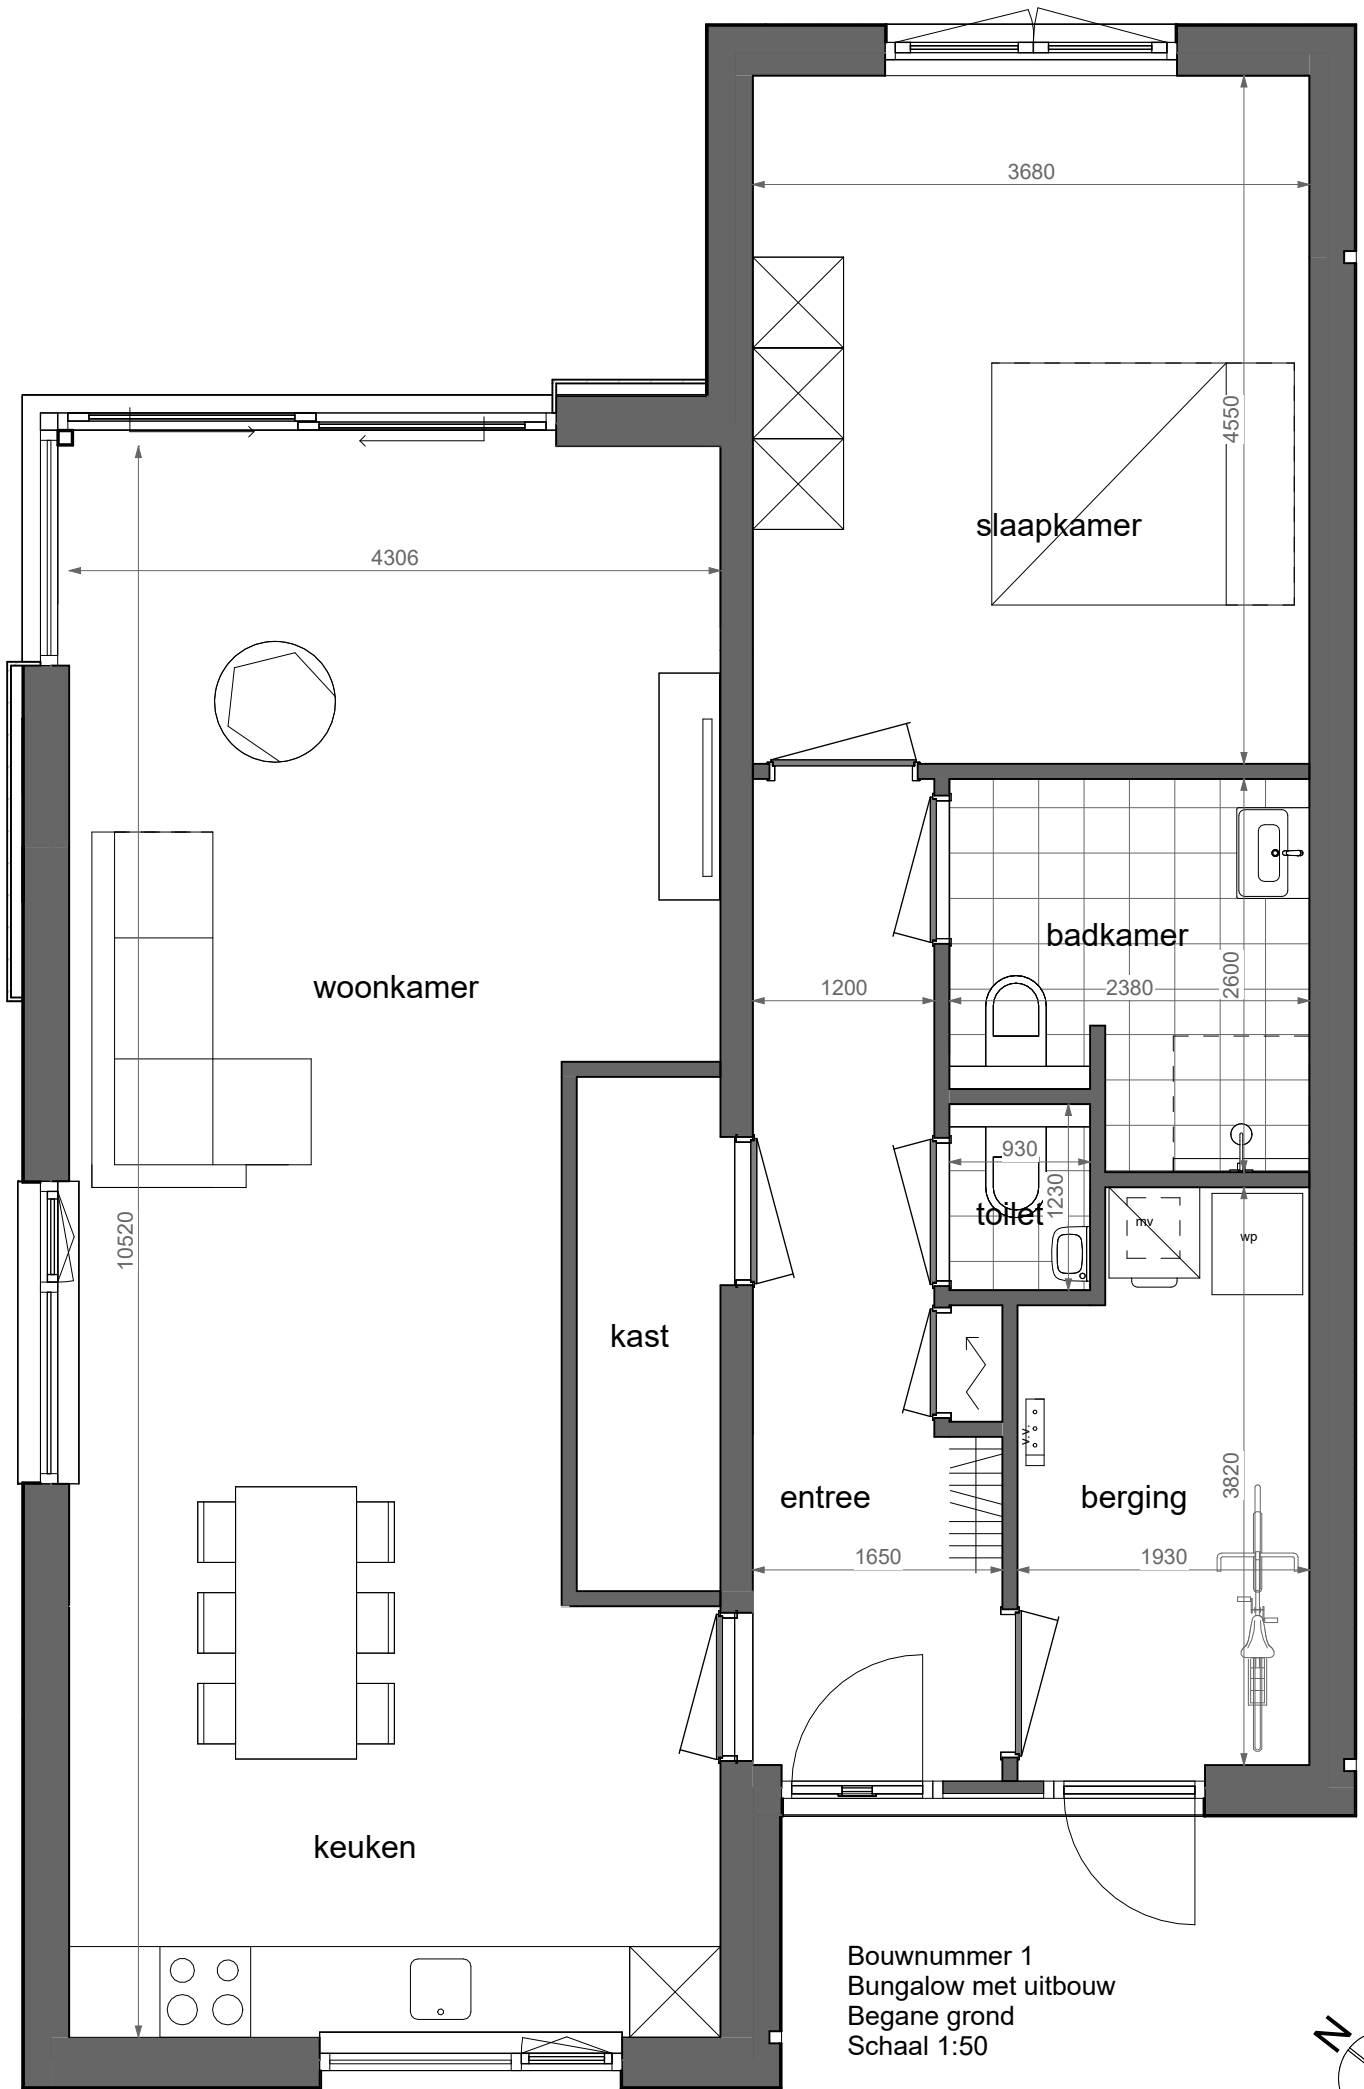 3680
4550
slaapkamer
4306
badkamer
2600
woonkamer
1200
2380
930
1230
toilet
mv
wp
10520
kast
v.v.
3820
entree
berging
1650
1930
keuken
Bouwnummer 1
Bungalow met uitbouw
Begane grond
Schaal 1:50
N